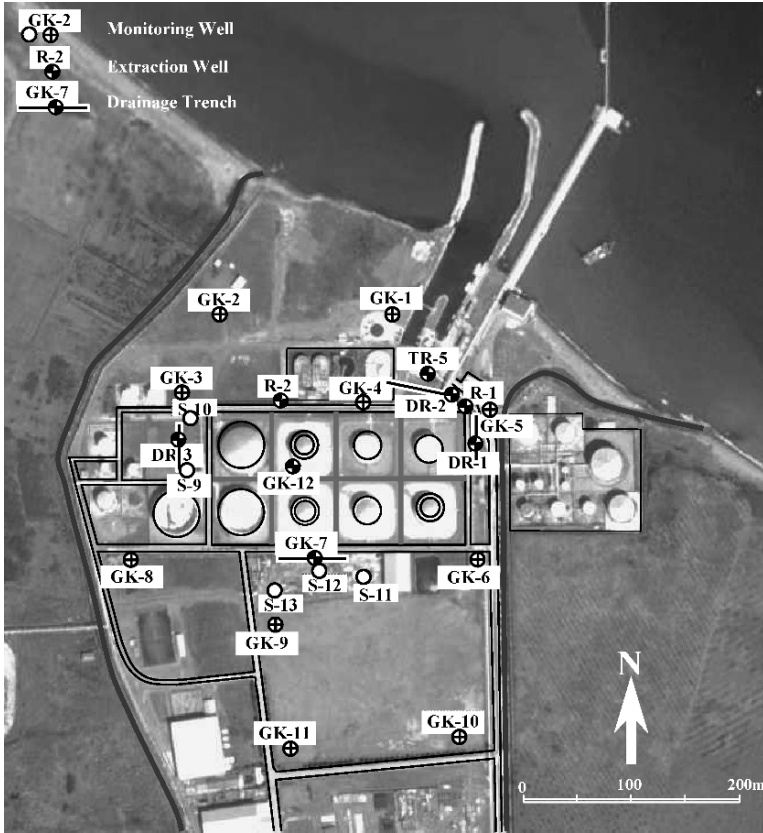 GK-2
Monitoring Well
R-2
Extraction Well
GK-7
Drainage Trench
GK-2
GK-1
TR-5
GK-3
R-2
GK-4
DR-2
R-1
S-10
GK-5
DR-3
DR-1
S-9
GK-12
GK-7
GK-8
S-12
GK-6
S-11
S-13
GK-9
N
GK-10
GK-11
0 100 200m